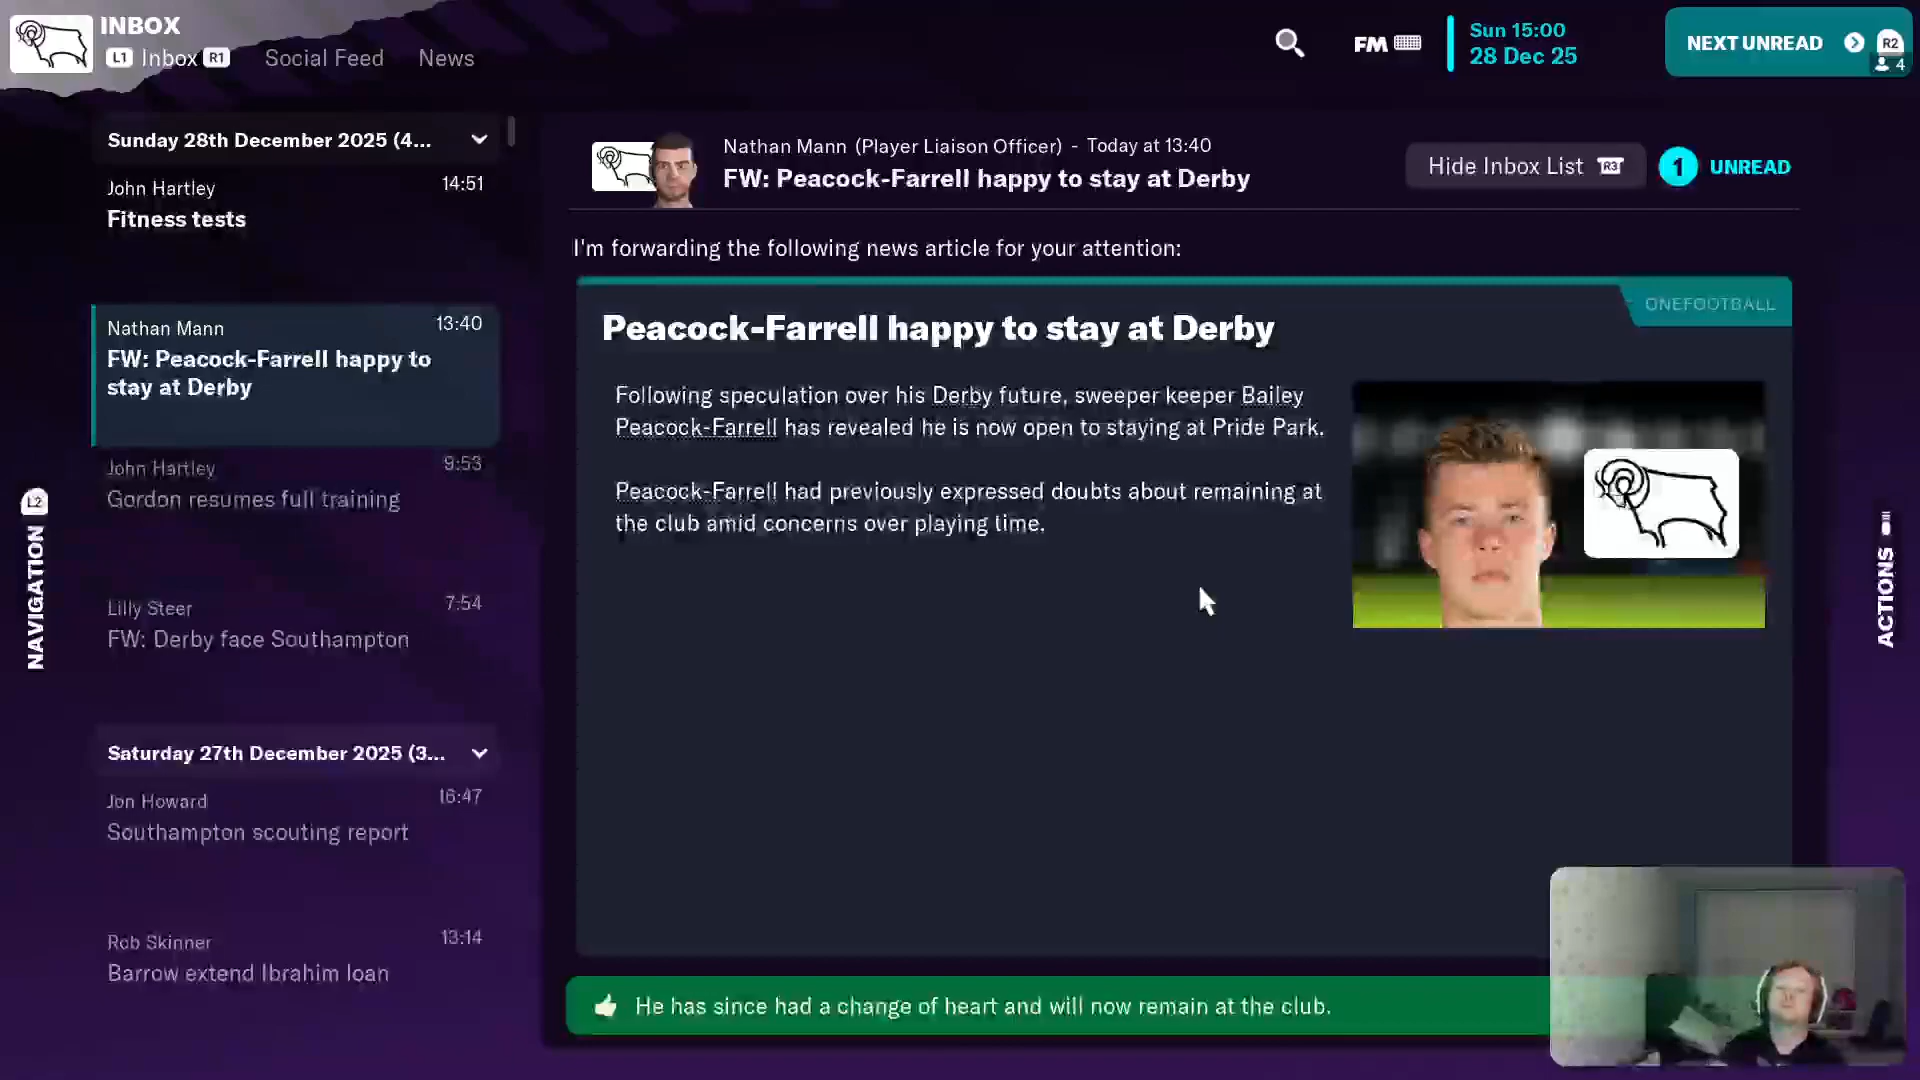 INBOX
L1 Inbox R1 Social Feed News
FM
Sun 15:00
28 Dec 25
NEXT UNREAD R2
4
Sunday 28th December 2025 (4...
John Hartley 14:51
Fitness tests
Nathan Mann 13:40
FW: Peacock-Farrell happy to
stay at Derby
John Hartley 9:53
Gordon resumes full training
Lilly Steer 7:54
FW: Derby face Southampton
Saturday 27th December 2025 (3...
Jon Howard 16:47
Southampton scouting report
Rob Skinner 13:14
Barrow extend Ibrahim loan
L2
NAVIGATION
Nathan Mann (Player Liaison Officer) - Today at 13:40
FW: Peacock-Farrell happy to stay at Derby
Hide Inbox List R3
1 UNREAD
I'm forwarding the following news article for your attention:
ONEFOOTBALL
Peacock-Farrell happy to stay at Derby
Following speculation over his Derby future, sweeper keeper Bailey
Peacock-Farrell has revealed he is now open to staying at Pride Park.
Peacock-Farrell had previously expressed doubts about remaining at
the club amid concerns over playing time.
He has since had a change of heart and will now remain at the club.
ACTIONS